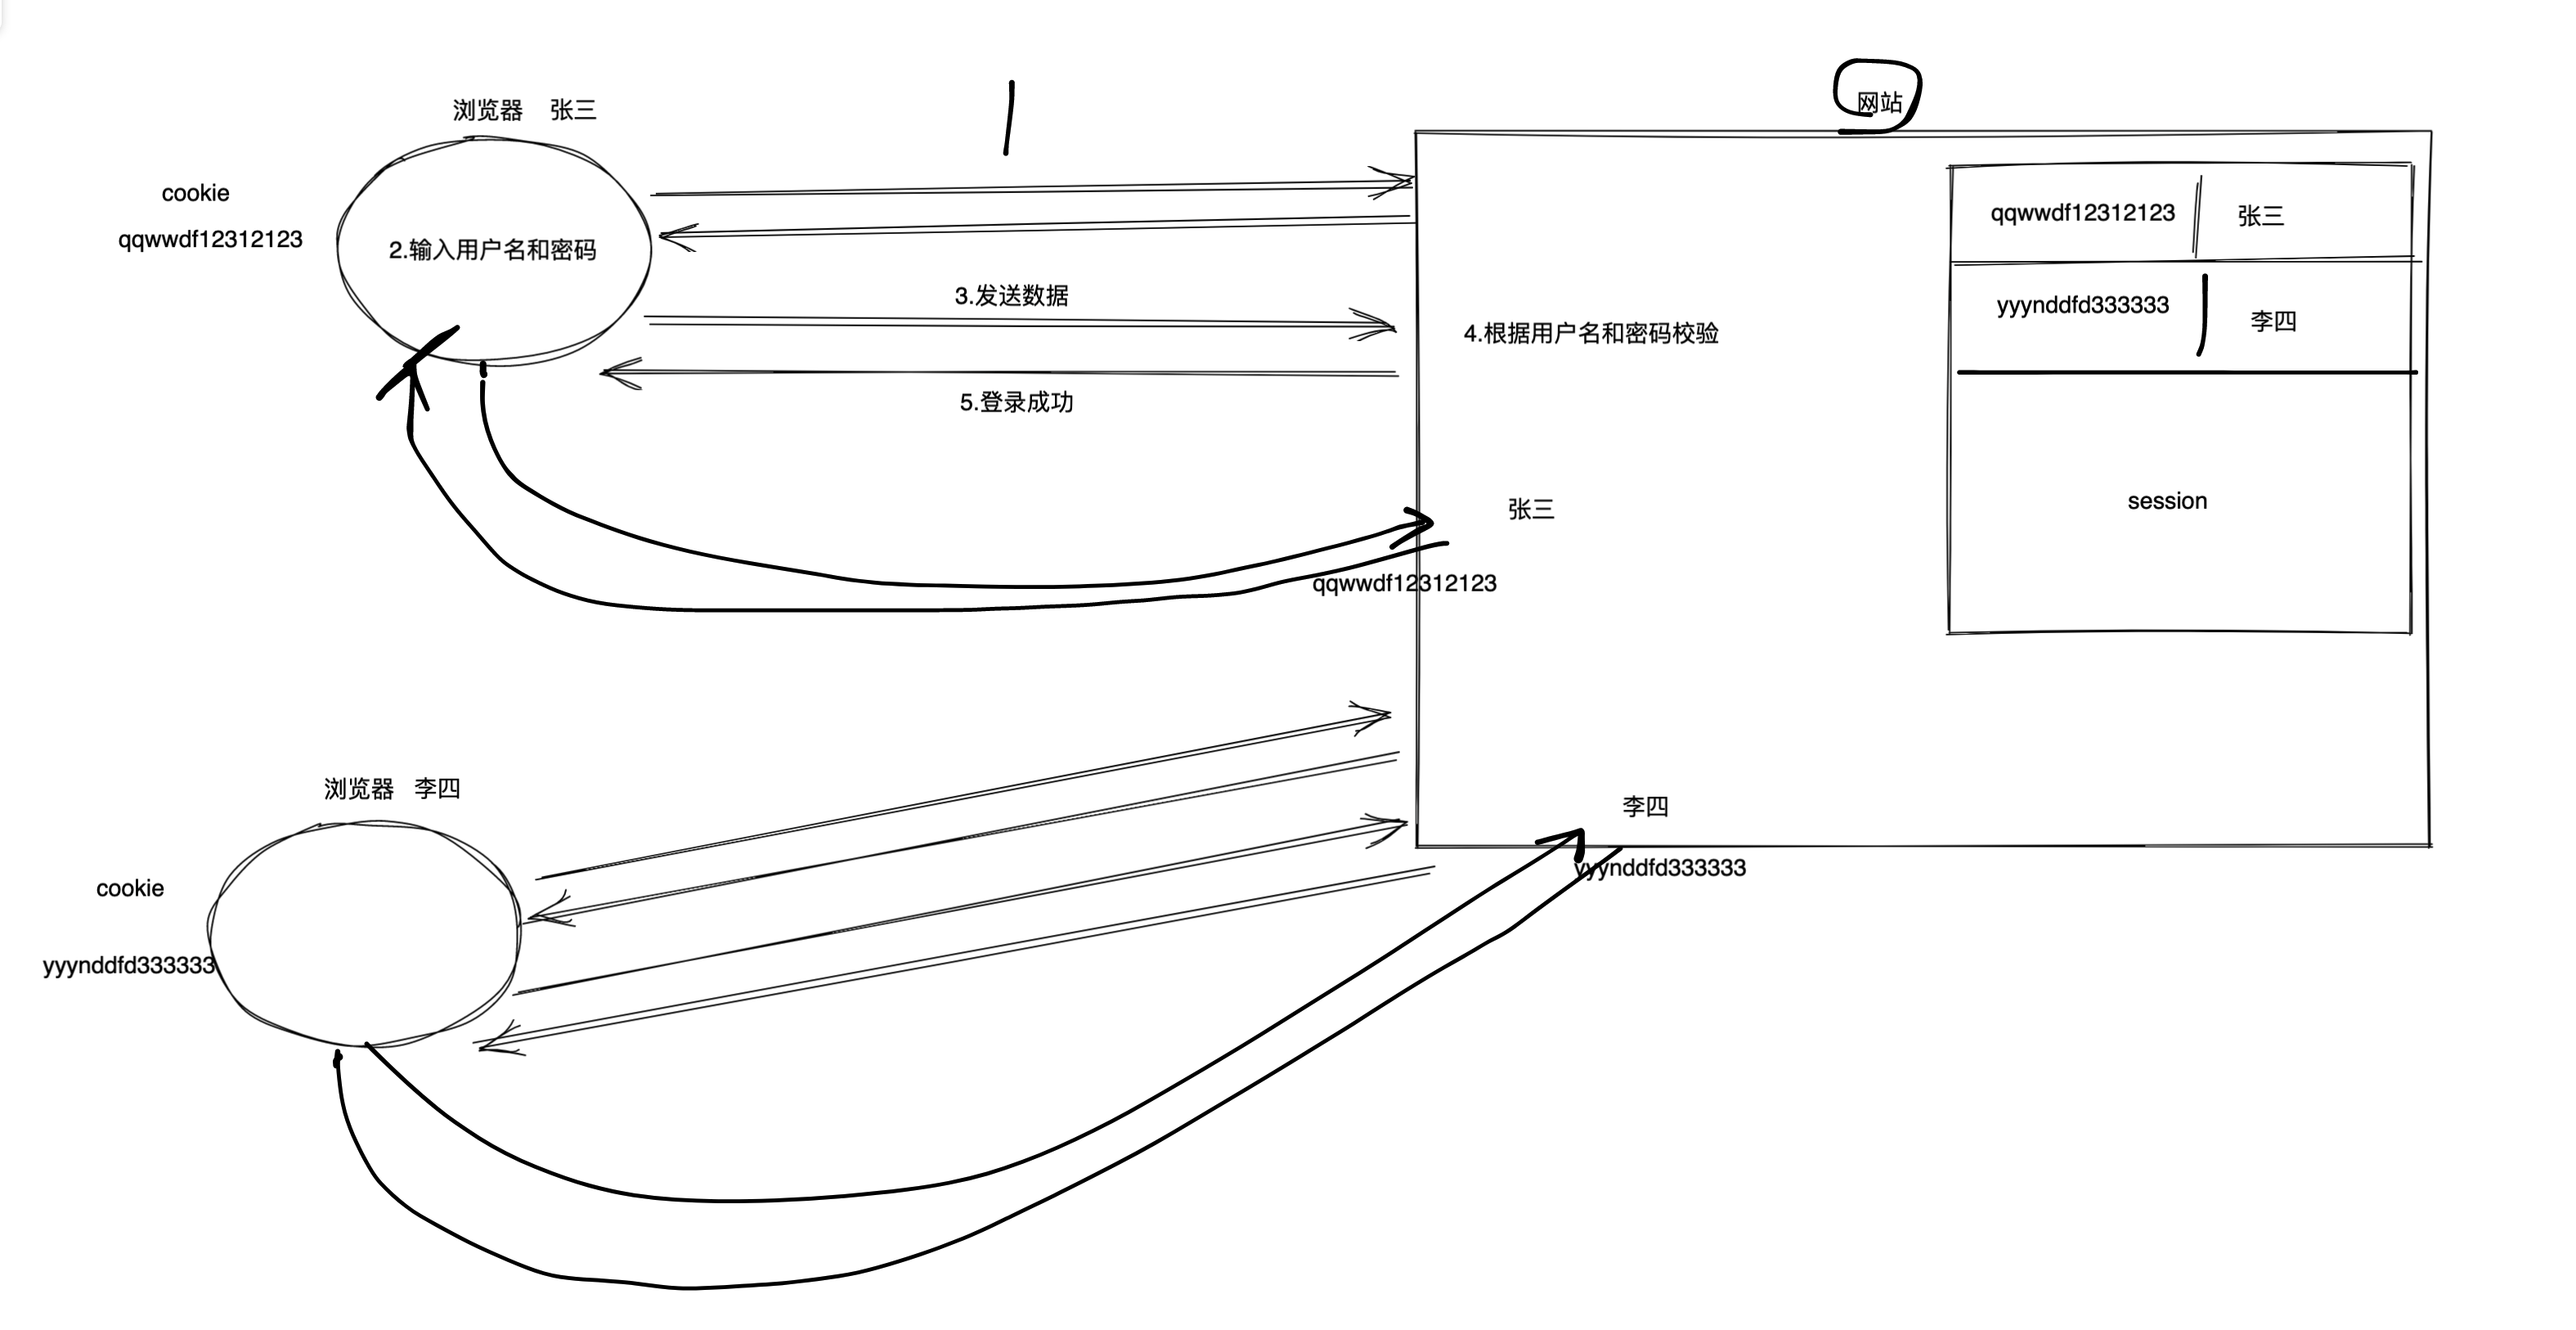 网站
浏览器 张三
cookie
qqwwdf12312123
2.输入用户名和密码
3.发送数据
4.根据用户名和密码校验
5.登录成功
qqwwdf12312123 张三
yyynddfd333333 李四
session
张三
qqwwdf12312123
浏览器 李四
cookie
yyynddfd333333
李四
yyynddfd333333